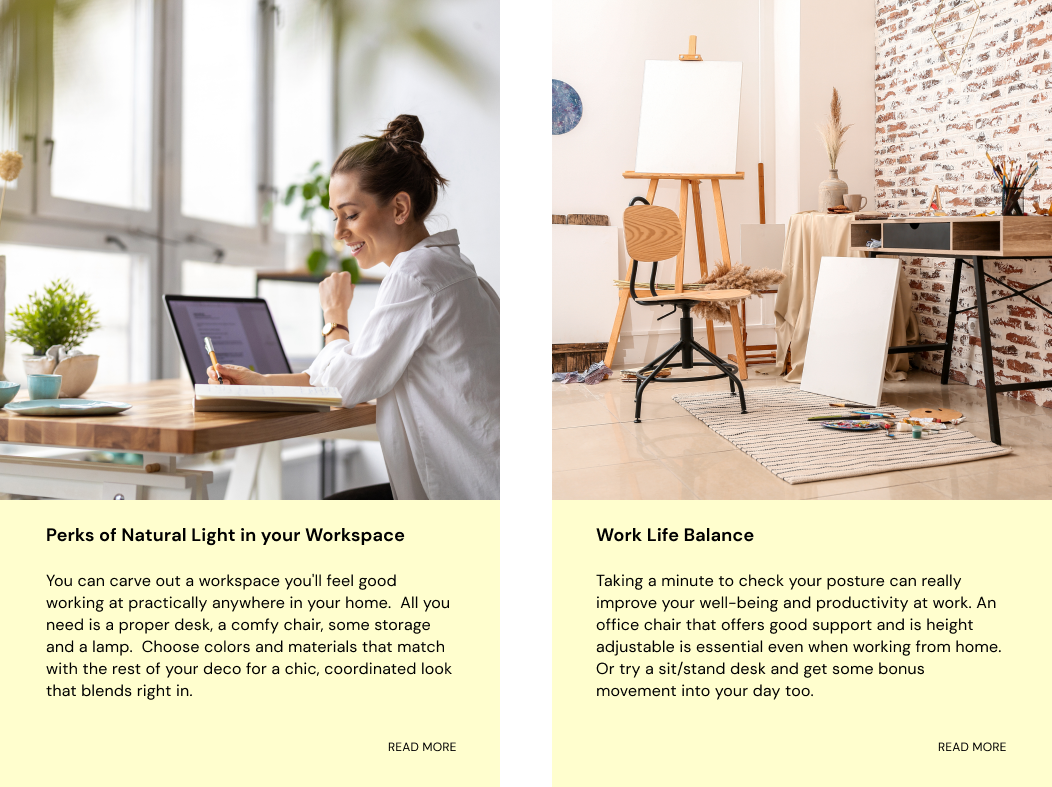 Perks of Natural Light in your Workspace
You can carve out a workspace you'll feel good
working at practically anywhere in your home.  All you
need is a proper desk, a comfy chair, some storage
and a lamp.  Choose colors and materials that match
with the rest of your deco for a chic, coordinated look
that blends right in.
READ MORE
Work Life Balance
Taking a minute to check your posture can really
improve your well-being and productivity at work. An
office chair that offers good support and is height
adjustable is essential even when working from home.
Or try a sit/stand desk and get some bonus
movement into your day too.
READ MORE